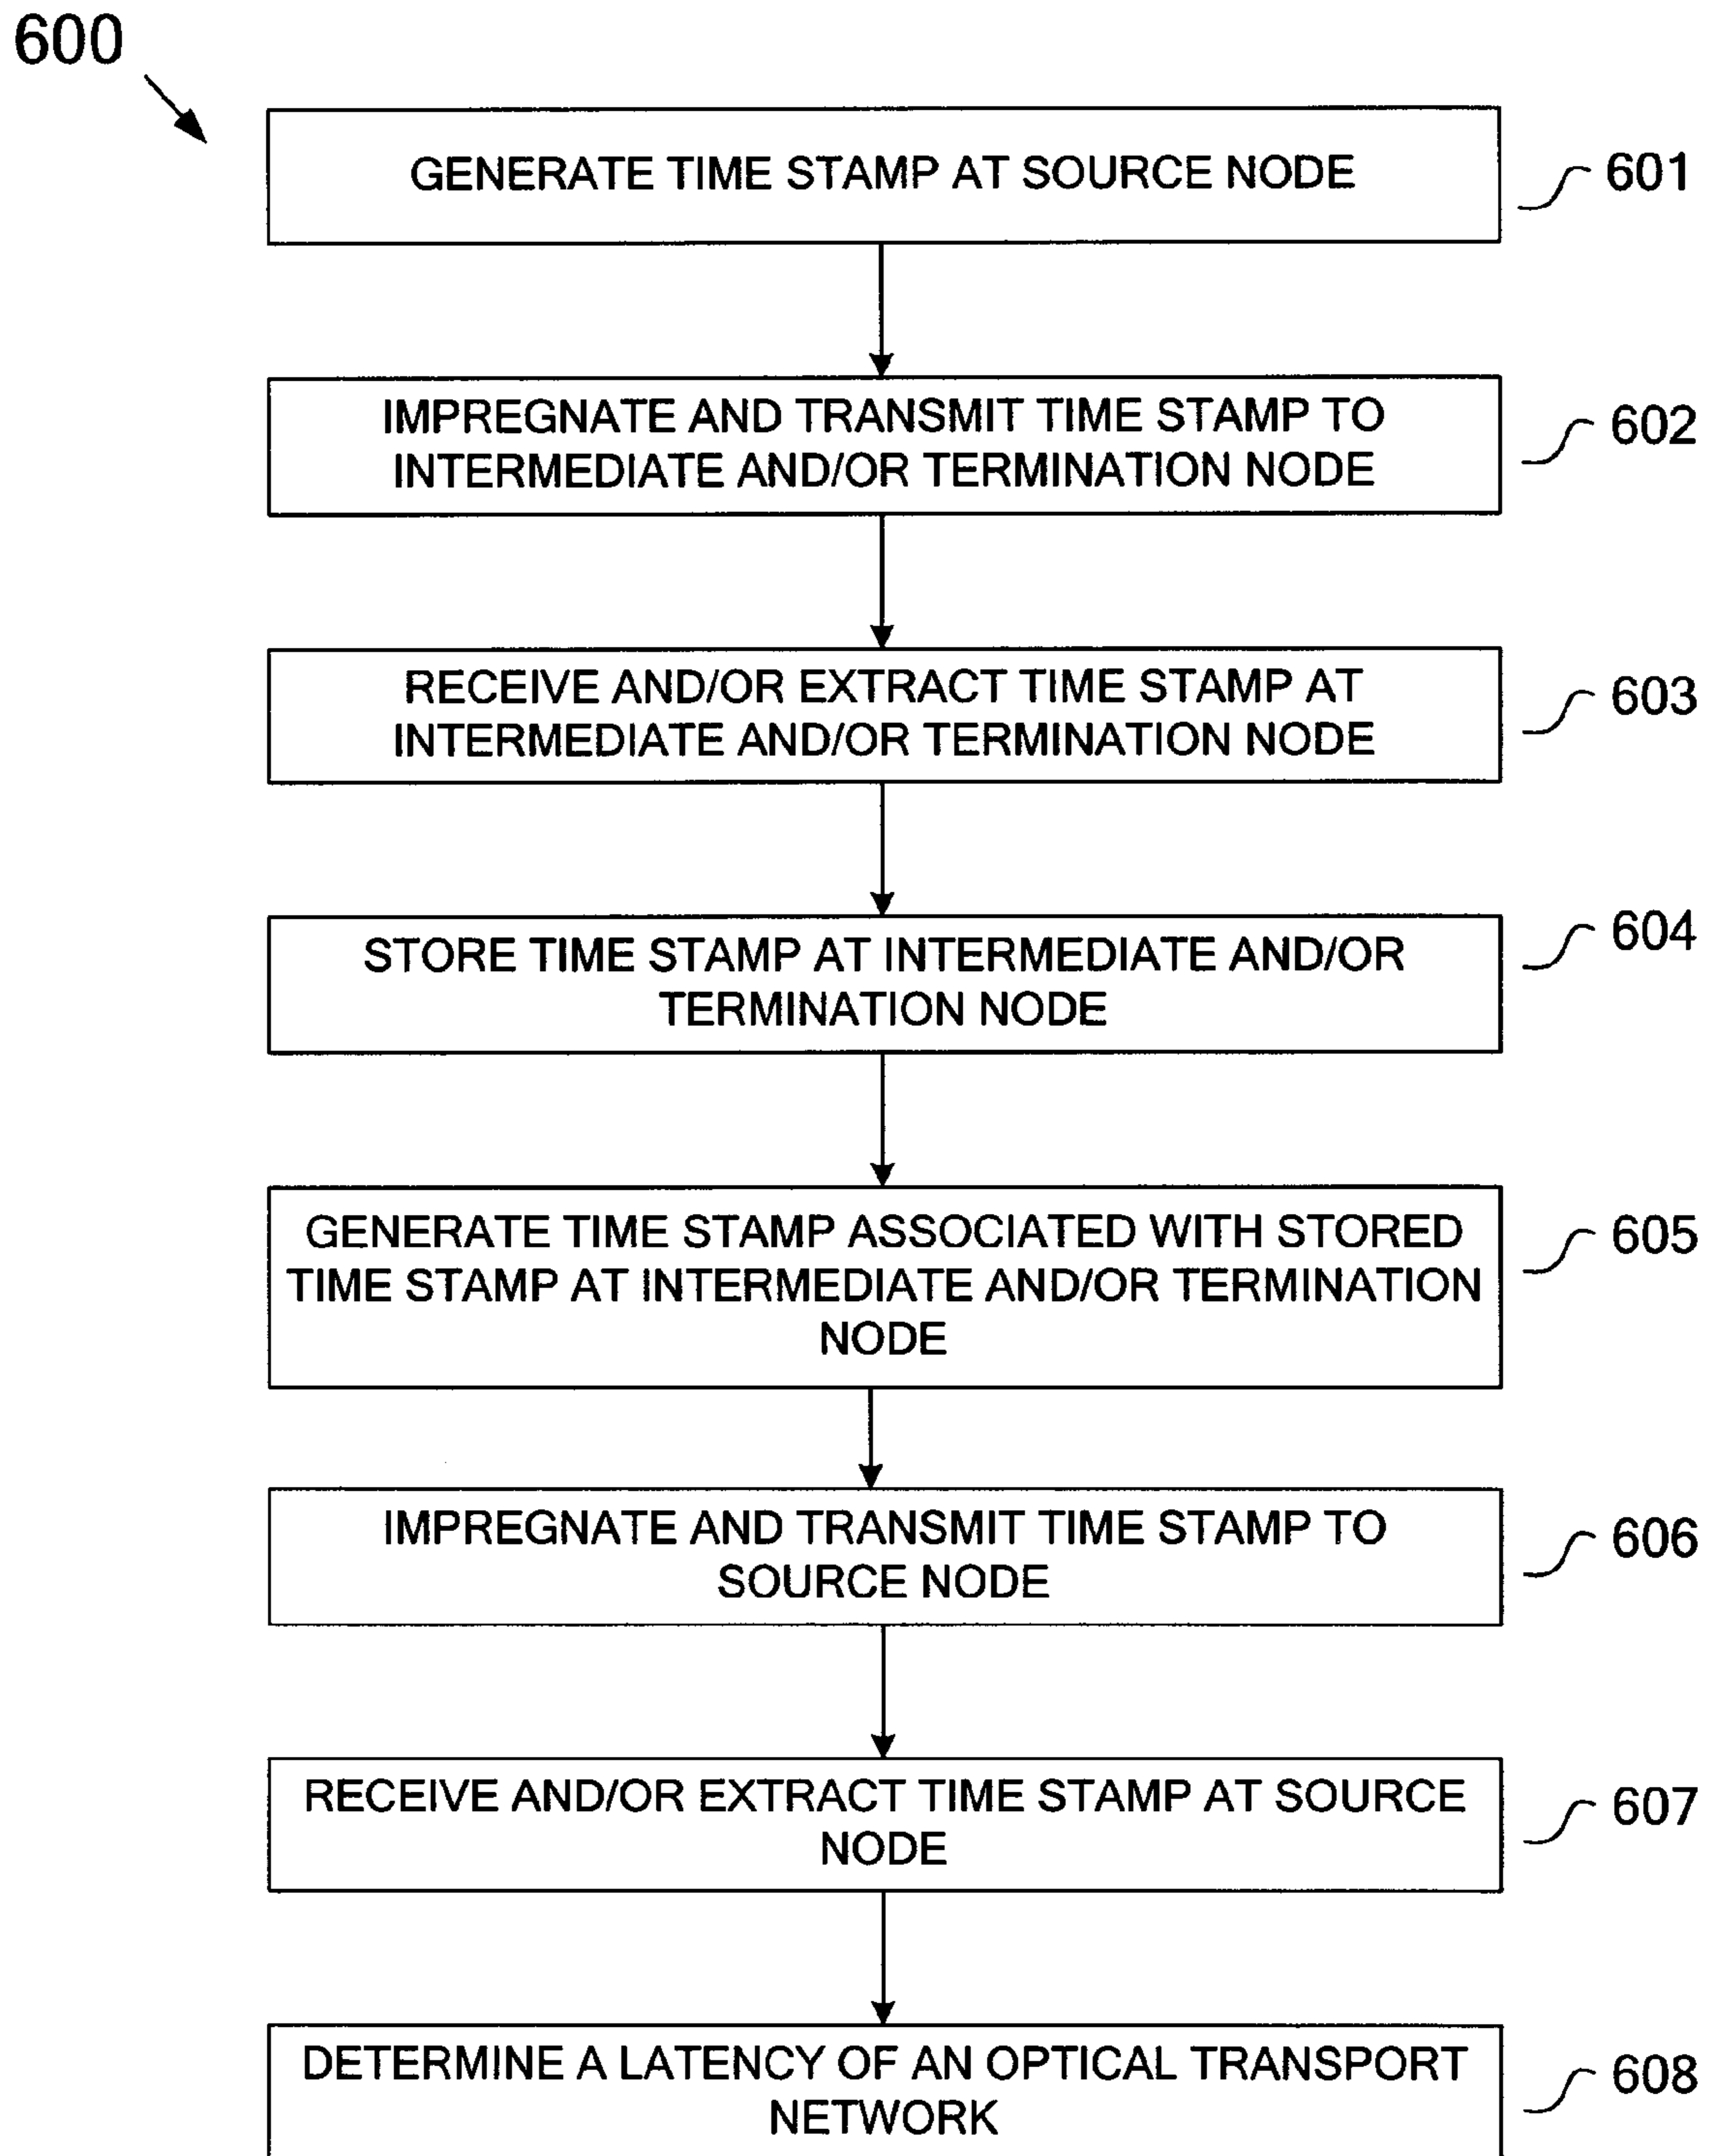 600
GENERATE TIME STAMP AT SOURCE NODE
601
IMPREGNATE AND TRANSMIT TIME STAMP TO
INTERMEDIATE AND/OR TERMINATION NODE
602
RECEIVE AND/OR EXTRACT TIME STAMP AT
INTERMEDIATE AND/OR TERMINATION NODE
603
STORE TIME STAMP AT INTERMEDIATE AND/OR
TERMINATION NODE
604
GENERATE TIME STAMP ASSOCIATED WITH STORED
TIME STAMP AT INTERMEDIATE AND/OR TERMINATION
NODE
605
IMPREGNATE AND TRANSMIT TIME STAMP TO
SOURCE NODE
606
RECEIVE AND/OR EXTRACT TIME STAMP AT SOURCE
NODE
607
DETERMINE A LATENCY OF AN OPTICAL TRANSPORT
NETWORK
608